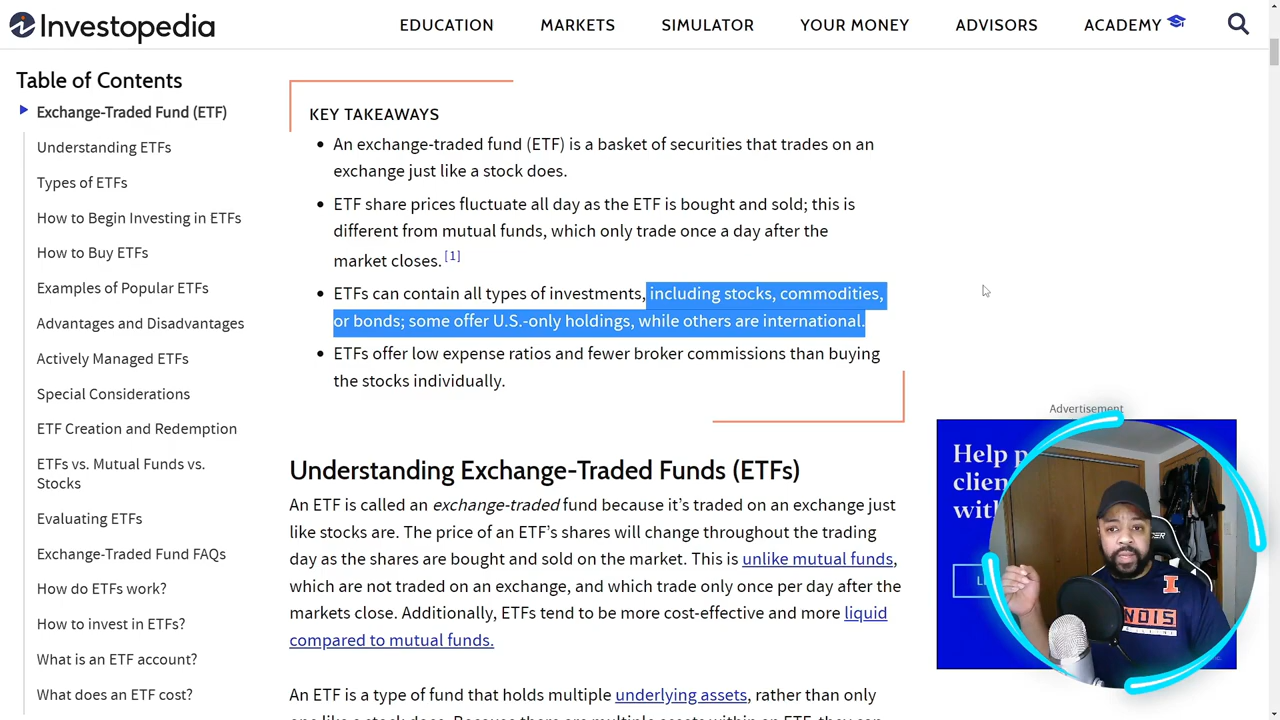 Investopedia
EDUCATION
MARKETS
SIMULATOR
YOUR MONEY
ADVISORS
ACADEMY
Table of Contents
Exchange-Traded Fund (ETF)
Understanding ETFs
Types of ETFs
How to Begin Investing in ETFs
How to Buy ETFs
Examples of Popular ETFs
Advantages and Disadvantages
Actively Managed ETFs
Special Considerations
ETF Creation and Redemption
ETFs vs. Mutual Funds vs.
Stocks
Evaluating ETFs
Exchange-Traded Fund FAQs
How do ETFs work?
How to invest in ETFs?
What is an ETF account?
What does an ETF cost?
KEY TAKEAWAYS
• An exchange-traded fund (ETF) is a basket of securities that trades on an
exchange just like a stock does.
• ETF share prices fluctuate all day as the ETF is bought and sold; this is
different from mutual funds, which only trade once a day after the
market closes. [1]
• ETFs can contain all types of investments, including stocks, commodities,
or bonds; some offer U.S.-only holdings, while others are international.
• ETFs offer low expense ratios and fewer broker commissions than buying
the stocks individually.
Understanding Exchange-Traded Funds (ETFs)
An ETF is called an exchange-traded fund because it’s traded on an exchange just
like stocks are. The price of an ETF’s shares will change throughout the trading
day as the shares are bought and sold on the market. This is unlike mutual funds,
which are not traded on an exchange, and which trade only once per day after the
markets close. Additionally, ETFs tend to be more cost-effective and more liquid
compared to mutual funds.
An ETF is a type of fund that holds multiple underlying assets, rather than only
Advertisement
Help